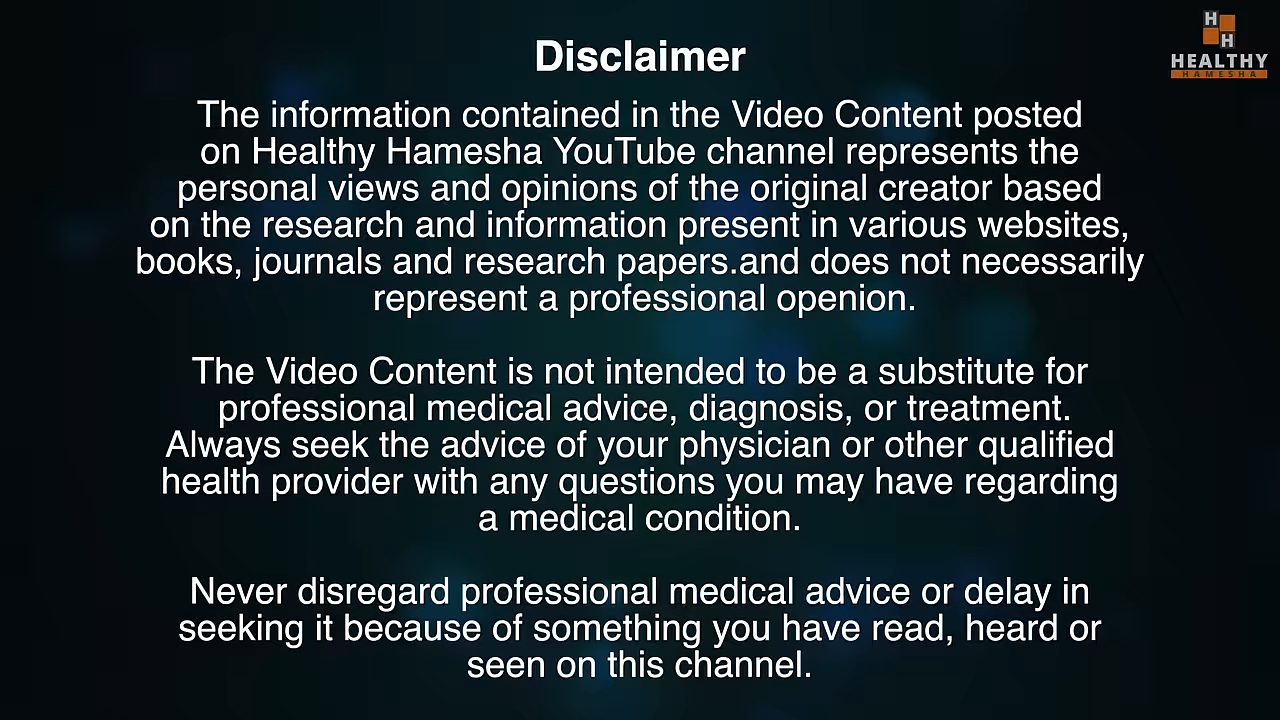 H
H
HEALTHY
HAMESHA
Disclaimer
The information contained in the Video Content posted
on Healthy Hamesha YouTube channel represents the
personal views and opinions of the original creator based
on the research and information present in various websites,
books, journals and research papers.and does not necessarily
represent a professional openion.
The Video Content is not intended to be a substitute for
professional medical advice, diagnosis, or treatment.
Always seek the advice of your physician or other qualified
health provider with any questions you may have regarding
a medical condition.
Never disregard professional medical advice or delay in
seeking it because of something you have read, heard or
seen on this channel.